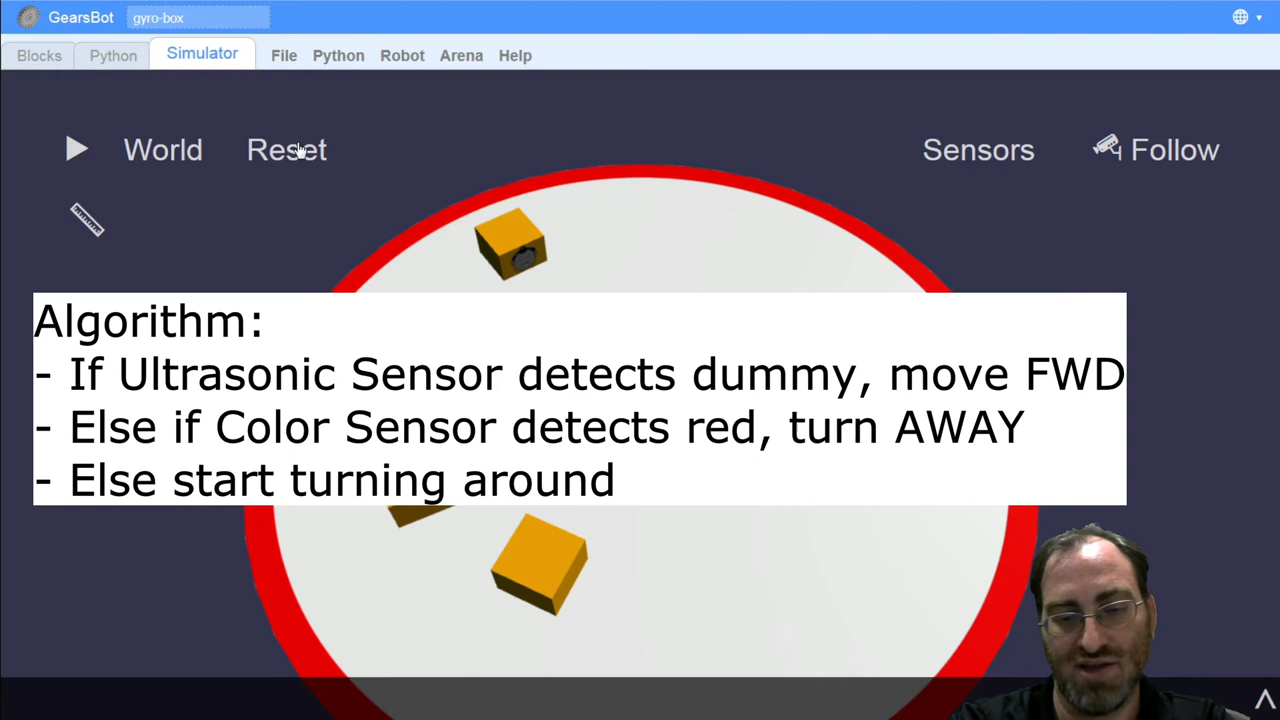 GearsBot
gyro-box
Blocks
Python
Simulator
File
Python
Robot
Arena
Help
World
Reset
Sensors
Follow
Algorithm:
- If Ultrasonic Sensor detects dummy, move FWD
- Else if Color Sensor detects red, turn AWAY
- Else start turning around